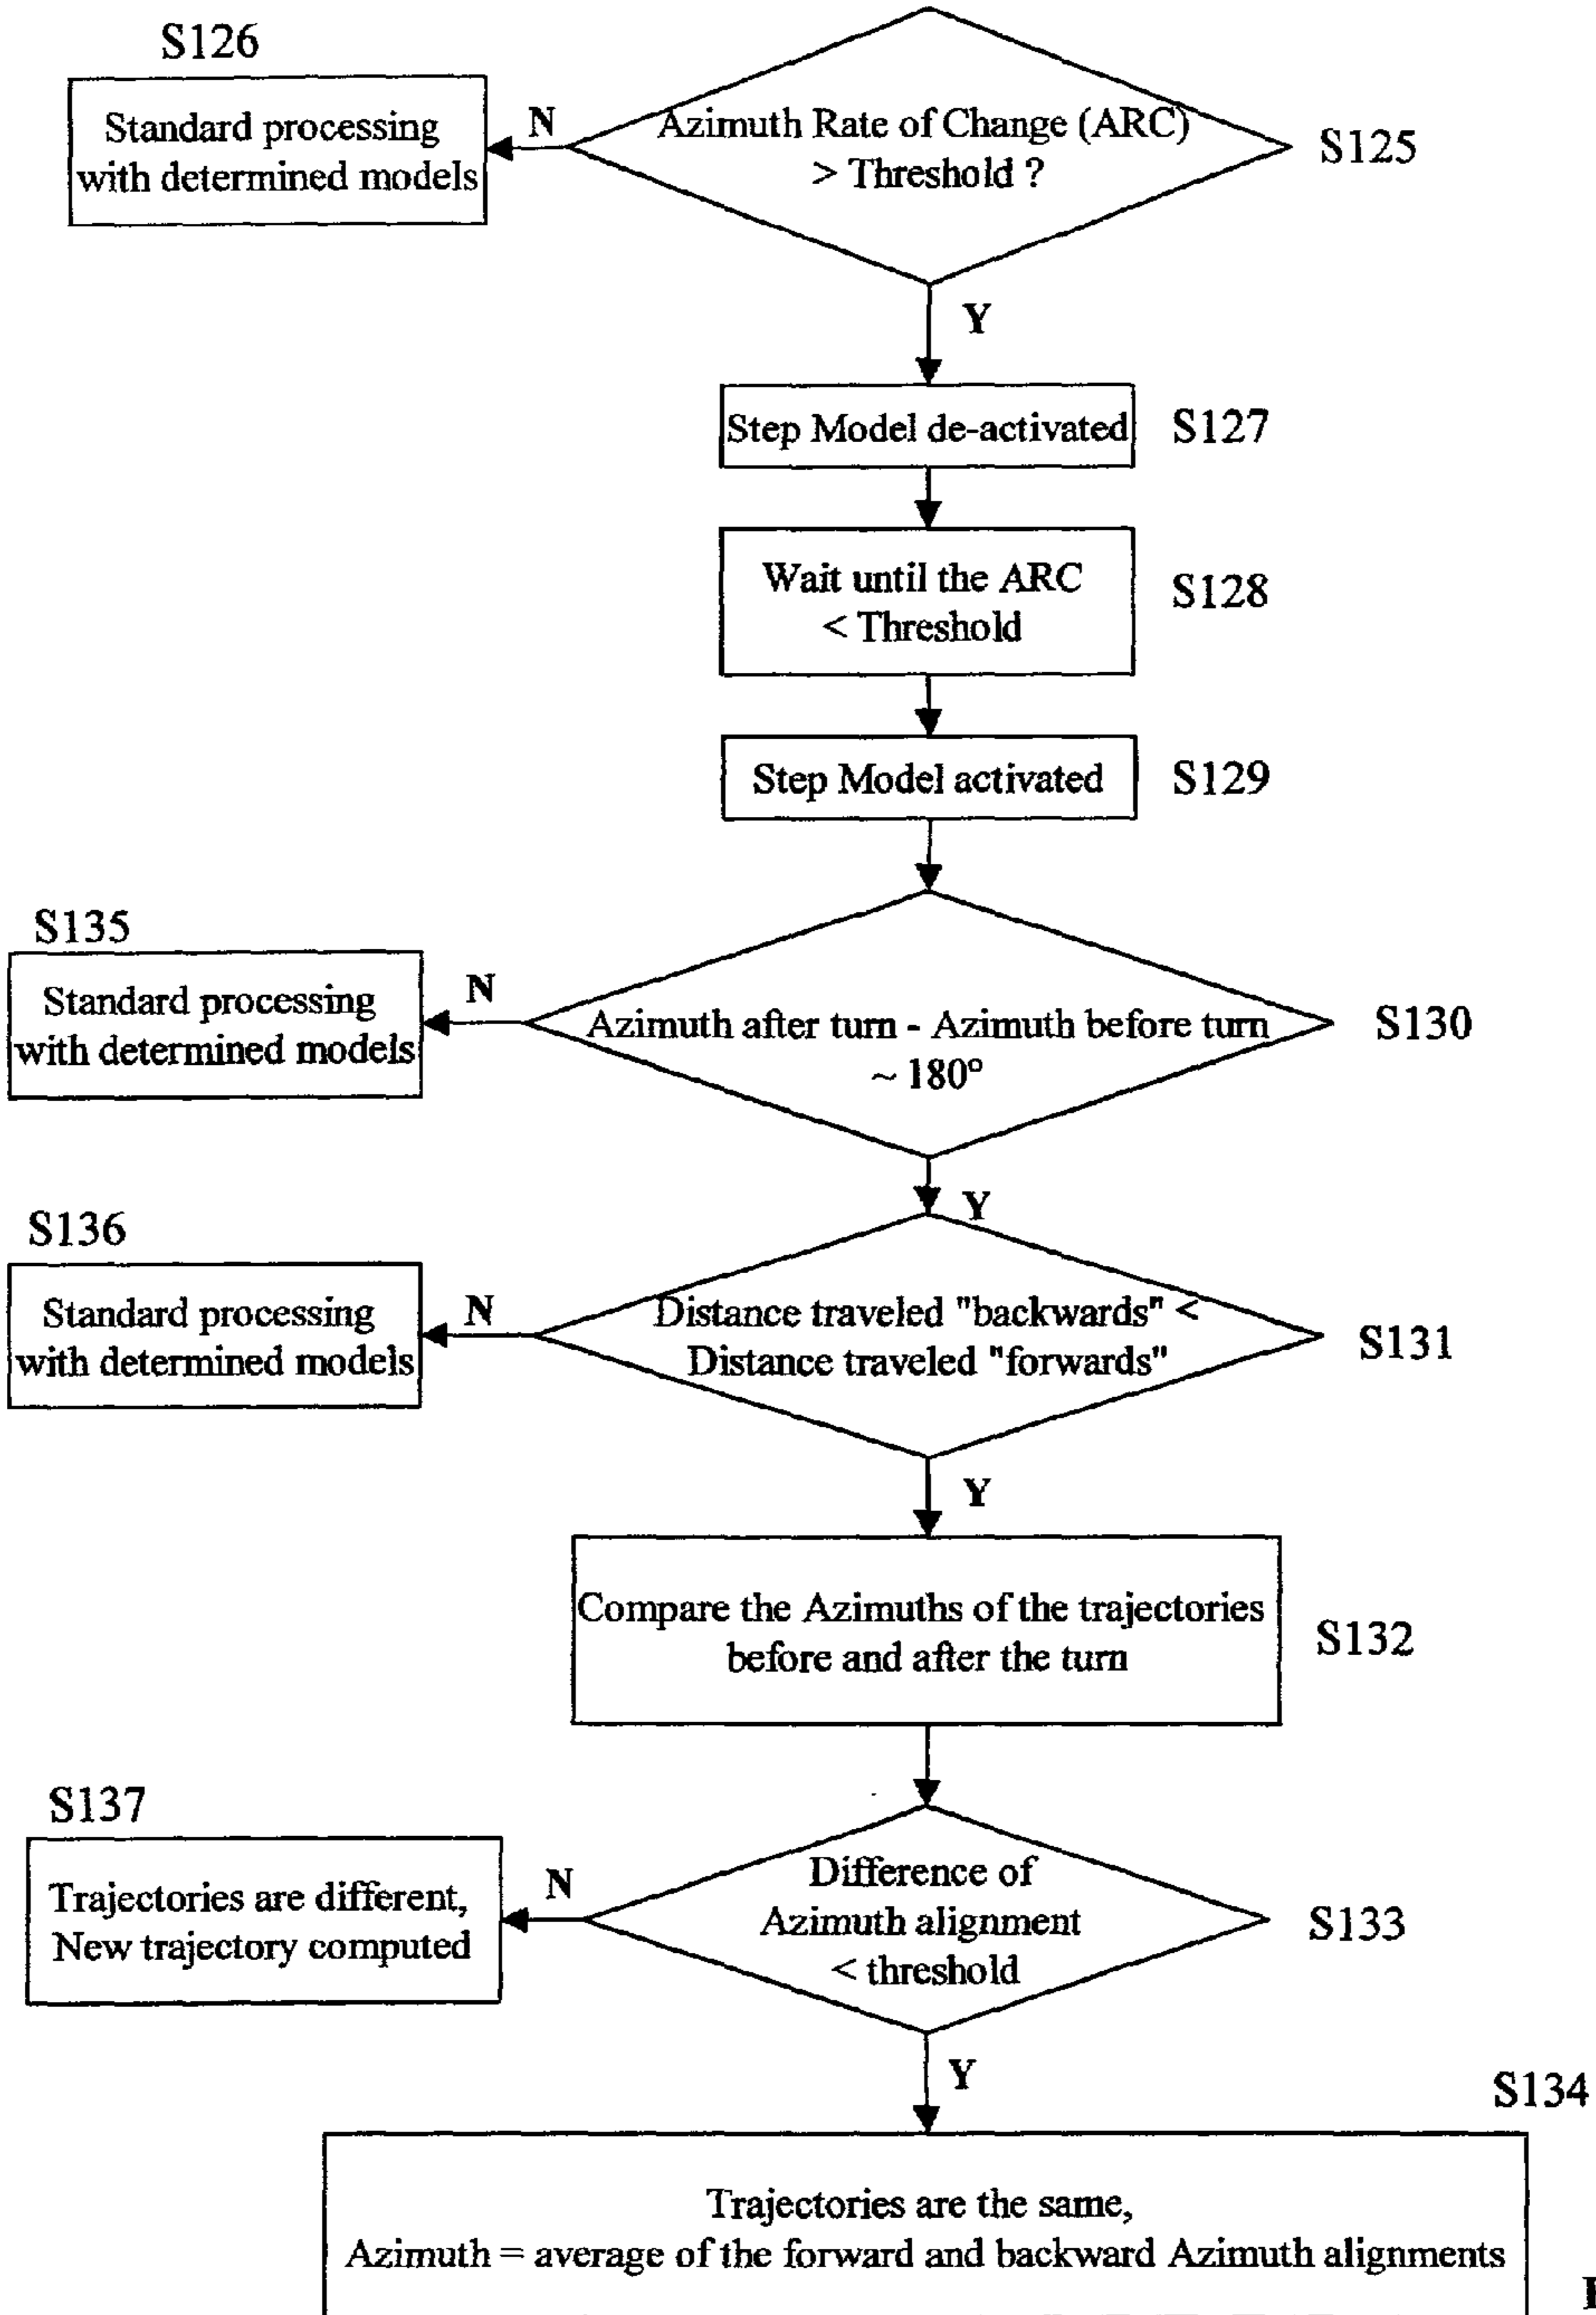 S126
Standard processing
with determined models
N
Azimuth Rate of Change (ARC)
> Threshold ?
S125
Y
Step Model de-activated
S127
Wait until the ARC
< Threshold
S128
Step Model activated
S129
S135
Standard processing
with determined models
N
Azimuth after turn - Azimuth before turn
~ 180°
S130
Y
S136
Standard processing
with determined models
N
Distance traveled "backwards" <
Distance traveled "forwards"
S131
Y
Compare the Azimuths of the trajectories
before and after the turn
S132
S137
Trajectories are different,
New trajectory computed
N
Difference of
Azimuth alignment
< threshold
S133
Y
S134
Trajectories are the same,
Azimuth = average of the forward and backward Azimuth alignments